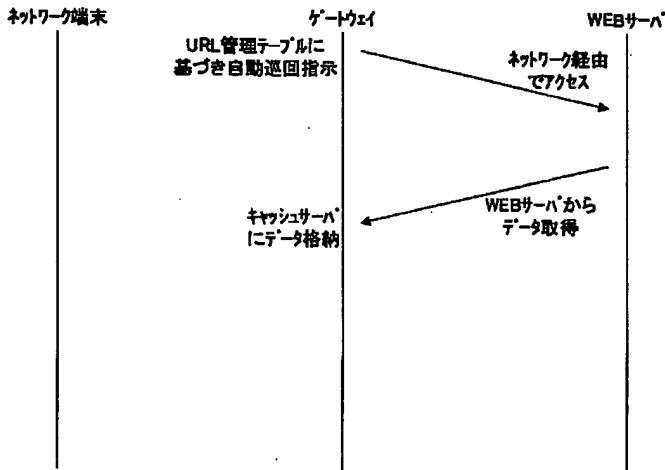 ネットワーク端末
ゲートウェイ
WEBサーバ
URL管理テーブルに
基づき自動巡回指示
ネットワーク経由
でアクセス
WEBサーバから
データ取得
キャッシュサーバ
にデータ格納